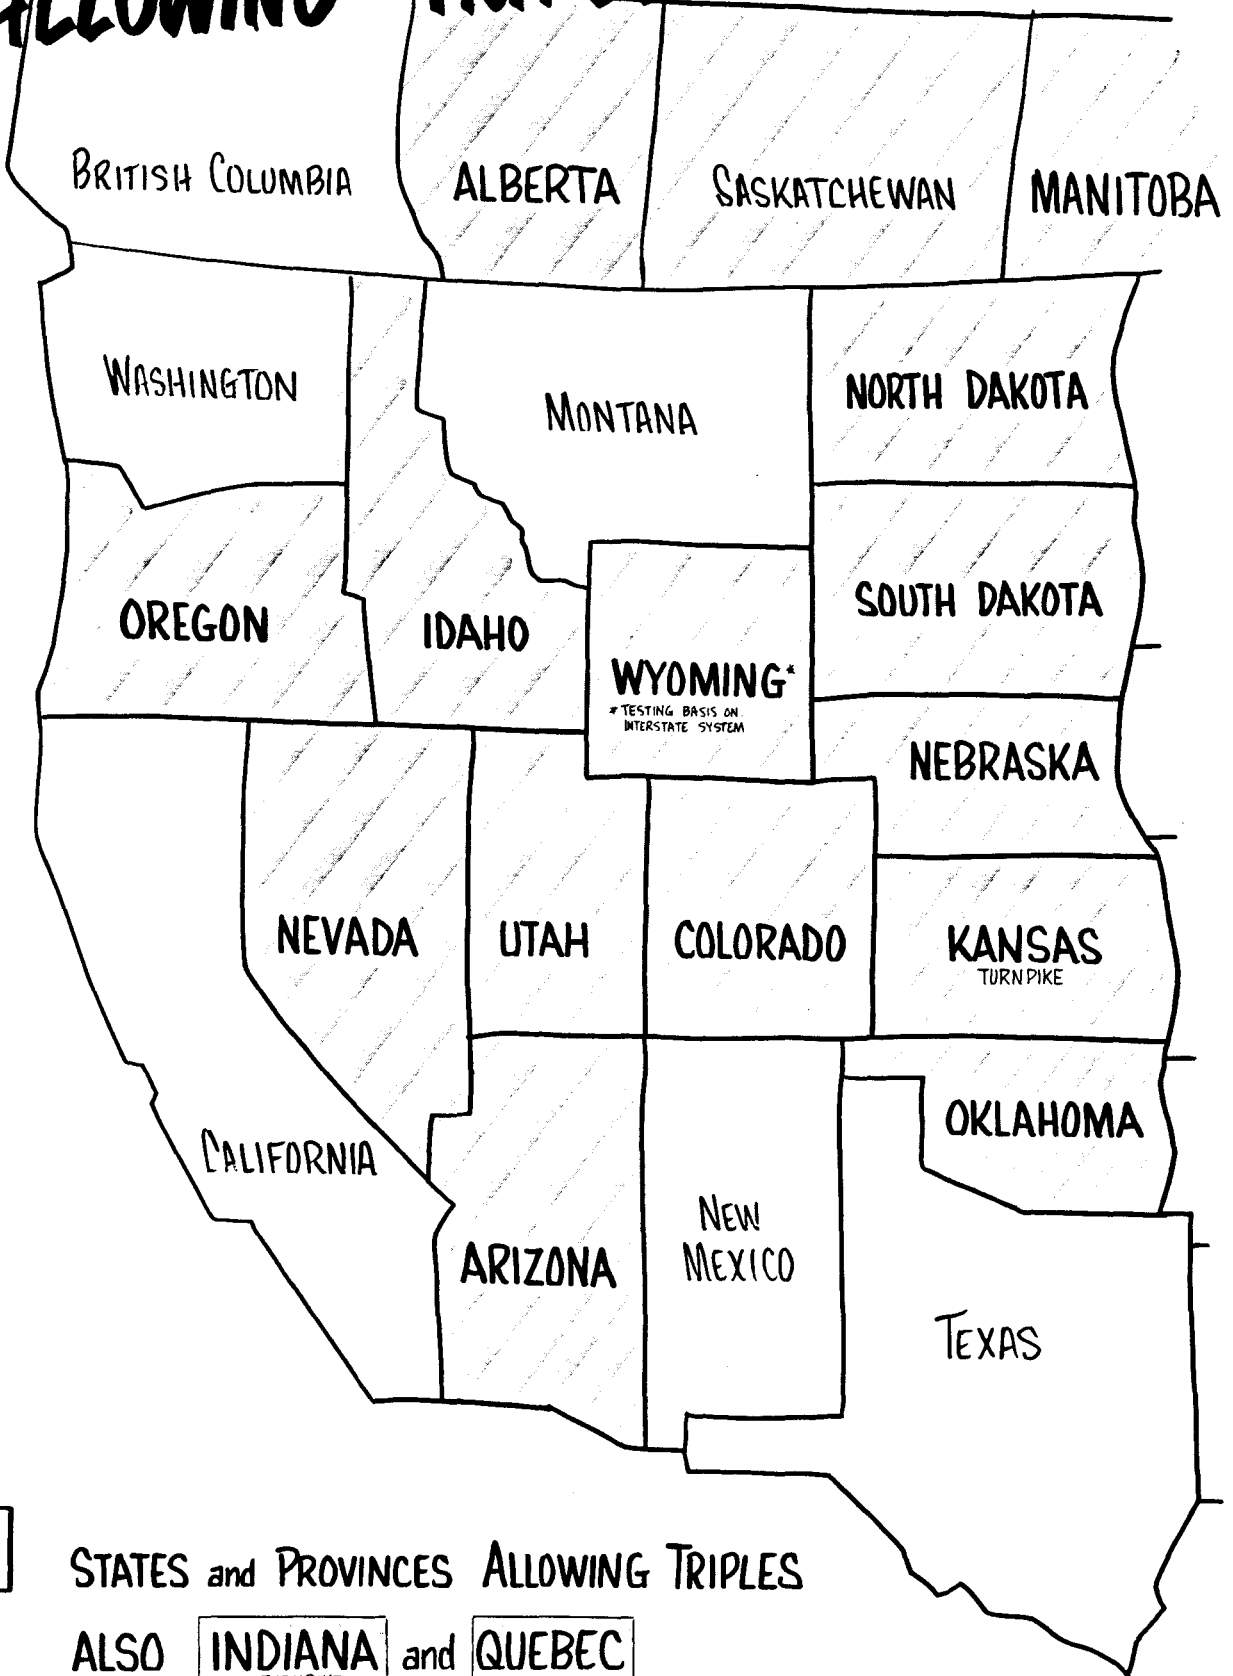 ALLOWING
BRITISH COLUMBIA
ALBERTA
SASKATCHEWAN
MANITOBA
WASHINGTON
MONTANA
NORTH DAKOTA
OREGON
IDAHO
WYOMING*
* TESTING BASIS ON
INTERSTATE SYSTEM
SOUTH DAKOTA
NEBRASKA
NEVADA
UTAH
COLORADO
KANSAS
TURNPIKE
CALIFORNIA
ARIZONA
NEW
MEXICO
OKLAHOMA
TEXAS
STATES and PROVINCES ALLOWING TRIPLES
ALSO INDIANA and QUEBEC